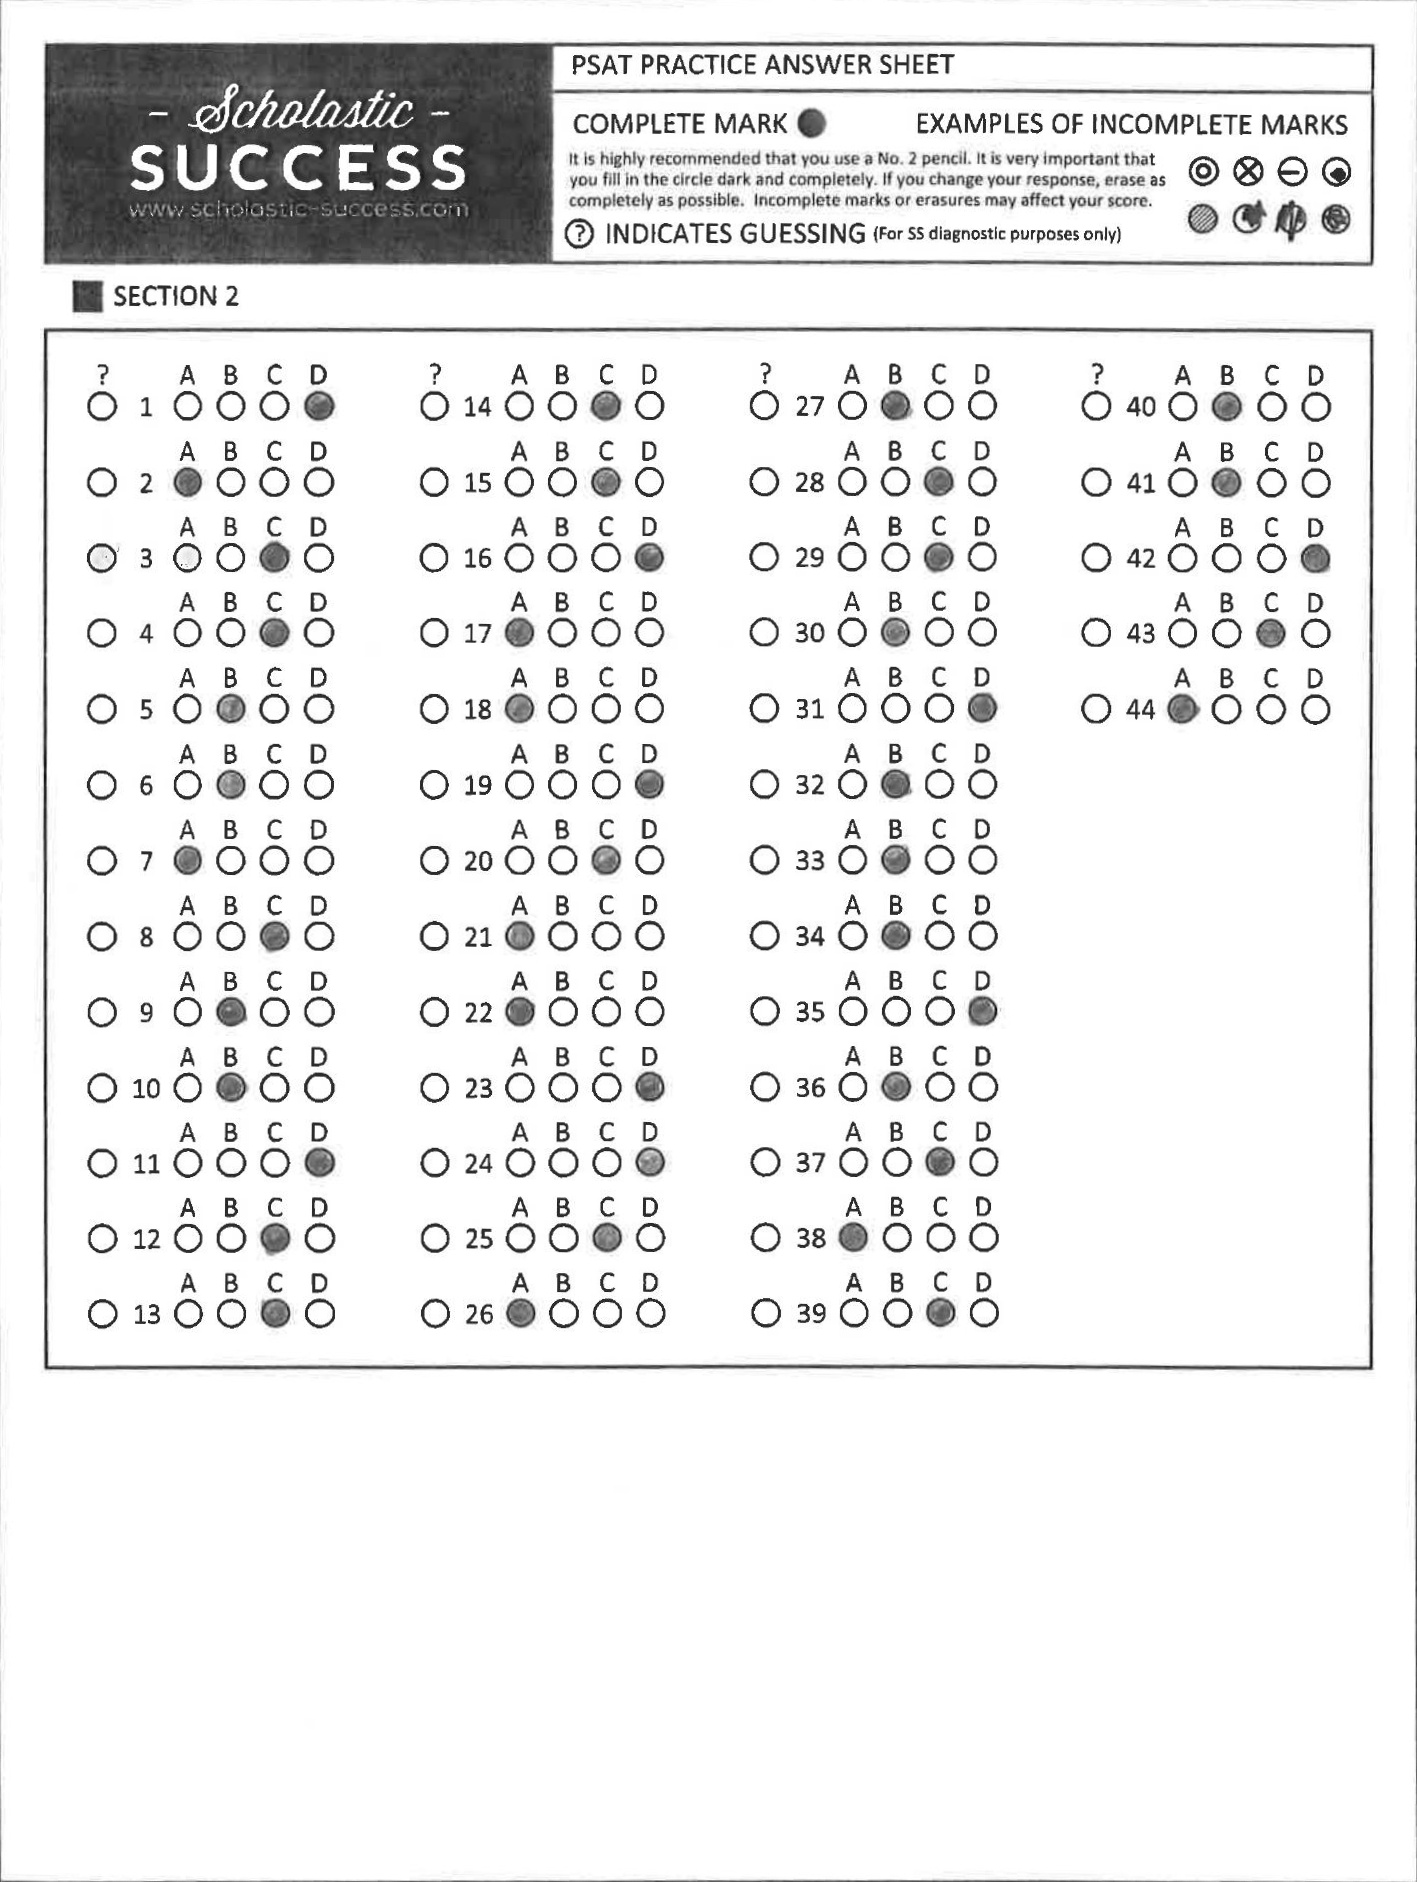 - Scholastic -
SUCCESS
www.scholastic-success.com
PSAT PRACTICE ANSWER SHEET
COMPLETE MARK EXAMPLES OF INCOMPLETE MARKS
It is highly recommended that you use a No. 2 pencil. It is very important that
you fill in the circle dark and completely. If you change your response, erase as
completely as possible. Incomplete marks or erasures may affect your score.
? INDICATES GUESSING (For SS diagnostic purposes only)
SECTION 2
? A B C D
1
A B C D
2
A B C D
3
A B C D
4
A B C D
5
A B C D
6
A B C D
7
A B C D
8
A B C D
9
A B C D
10
A B C D
11
A B C D
12
A B C D
13
? A B C D
14
A B C D
15
A B C D
16
A B C D
17
A B C D
18
A B C D
19
A B C D
20
A B C D
21
A B C D
22
A B C D
23
A B C D
24
A B C D
25
A B C D
26
? A B C D
27
A B C D
28
A B C D
29
A B C D
30
A B C D
31
A B C D
32
A B C D
33
A B C D
34
A B C D
35
A B C D
36
A B C D
37
A B C D
38
A B C D
39
? A B C D
40
A B C D
41
A B C D
42
A B C D
43
A B C D
44